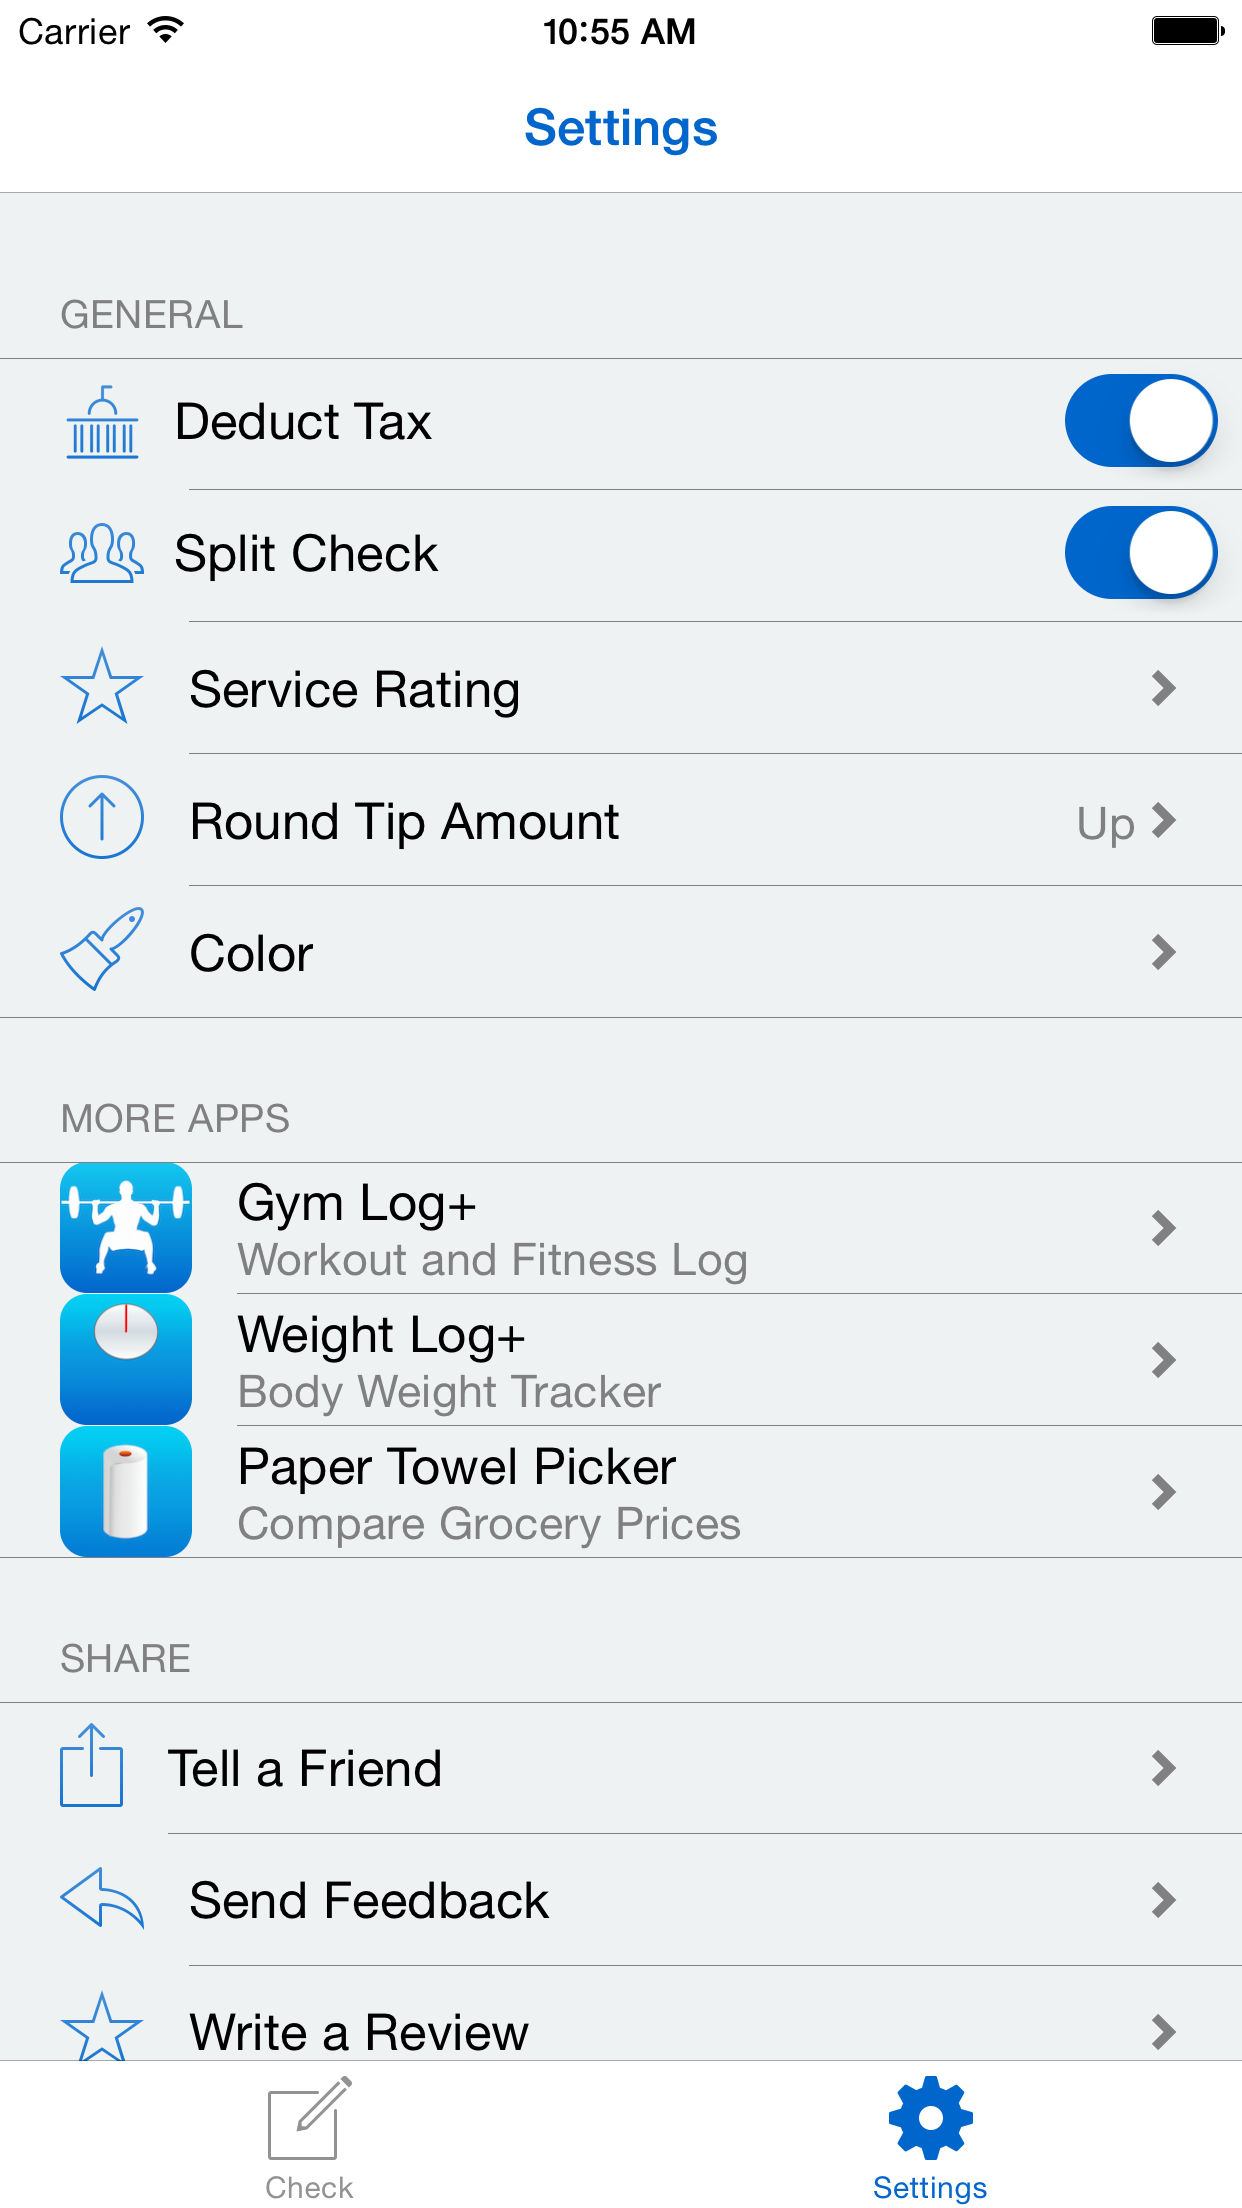 Carrier 10:55 AM
Settings
GENERAL
Deduct Tax
Split Check
Service Rating
Round Tip Amount Up
Color
MORE APPS
Gym Log+
Workout and Fitness Log
Weight Log+
Body Weight Tracker
Paper Towel Picker
Compare Grocery Prices
SHARE
Tell a Friend
Send Feedback
Write a Review
Check Settings